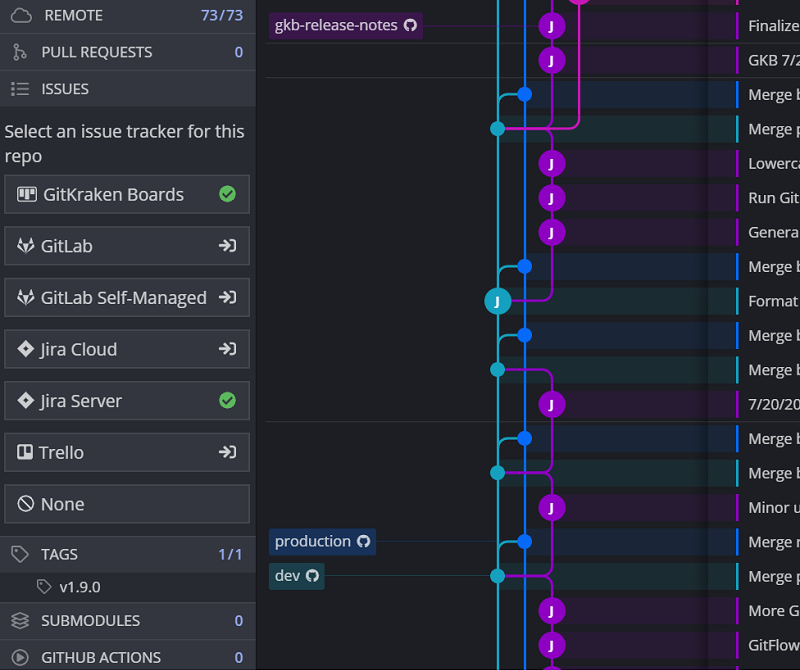 REMOTE 73/73
PULL REQUESTS 0
ISSUES
Select an issue tracker for this
repo
GitKraken Boards
GitLab
GitLab Self-Managed
Jira Cloud
Jira Server
Trello
None
TAGS 1/1
v1.9.0
SUBMODULES 0
GITHUB ACTIONS 0
gkb-release-notes J Finalize
J GKB 7/2
Merge b
Merge p
J Lowerca
J Run Git
J Genera
Merge b
J Format
Merge b
Merge b
J 7/20/20
Merge b
Merge b
J Minor u
production Merge r
dev Merge p
J More G
J GitFlow